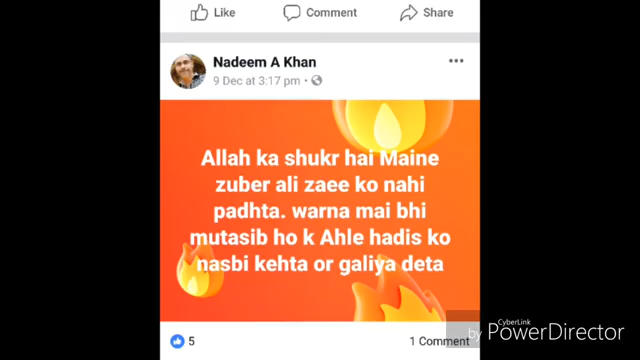 Like Comment Share
Nadeem A Khan
9 Dec at 3:17 pm
Allah ka shukr hai Maine
zuber ali zaee ko nahi
padhta. warna mai bhi
mutasib ho k Ahle hadis ko
nasbi kehta or galiya deta
5 1 Comment
CyberLink
by PowerDirector